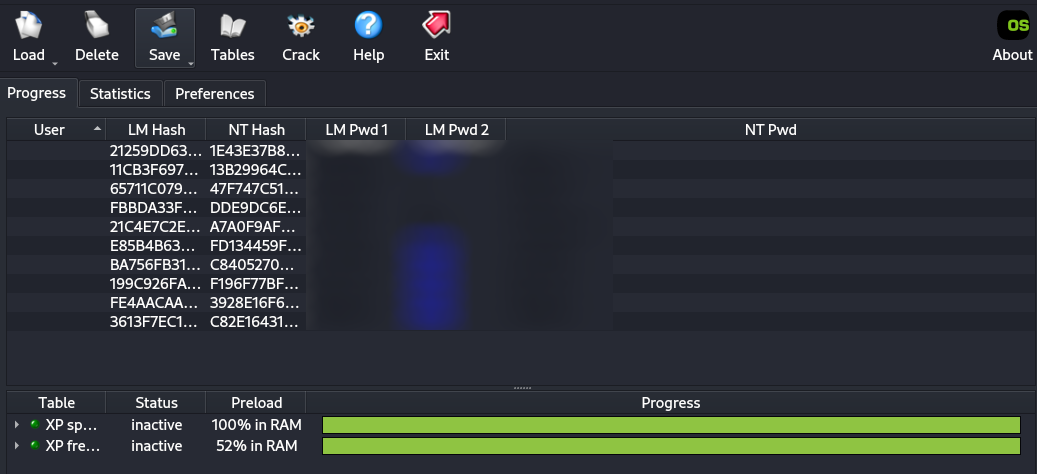 Load Delete Save Tables Crack Help Exit OS About
Progress Statistics Preferences
User LM Hash NT Hash LM Pwd 1 LM Pwd 2 NT Pwd
21259DD63... 1E43E37B8...
11CB3F697... 13B29964C...
65711C079... 47F747C51...
FBBDA33F... DDE9DC6E...
21C4E7C2E... A7A0F9AF...
E85B4B63... FD134459F...
BA756FB31... C8405270...
199C926FA... F196F77BF...
FE4AACAA... 3928E16F6...
3613F7EC1... C82E16431...
Table Status Preload Progress
XP sp... inactive 100% in RAM
XP fre... inactive 52% in RAM